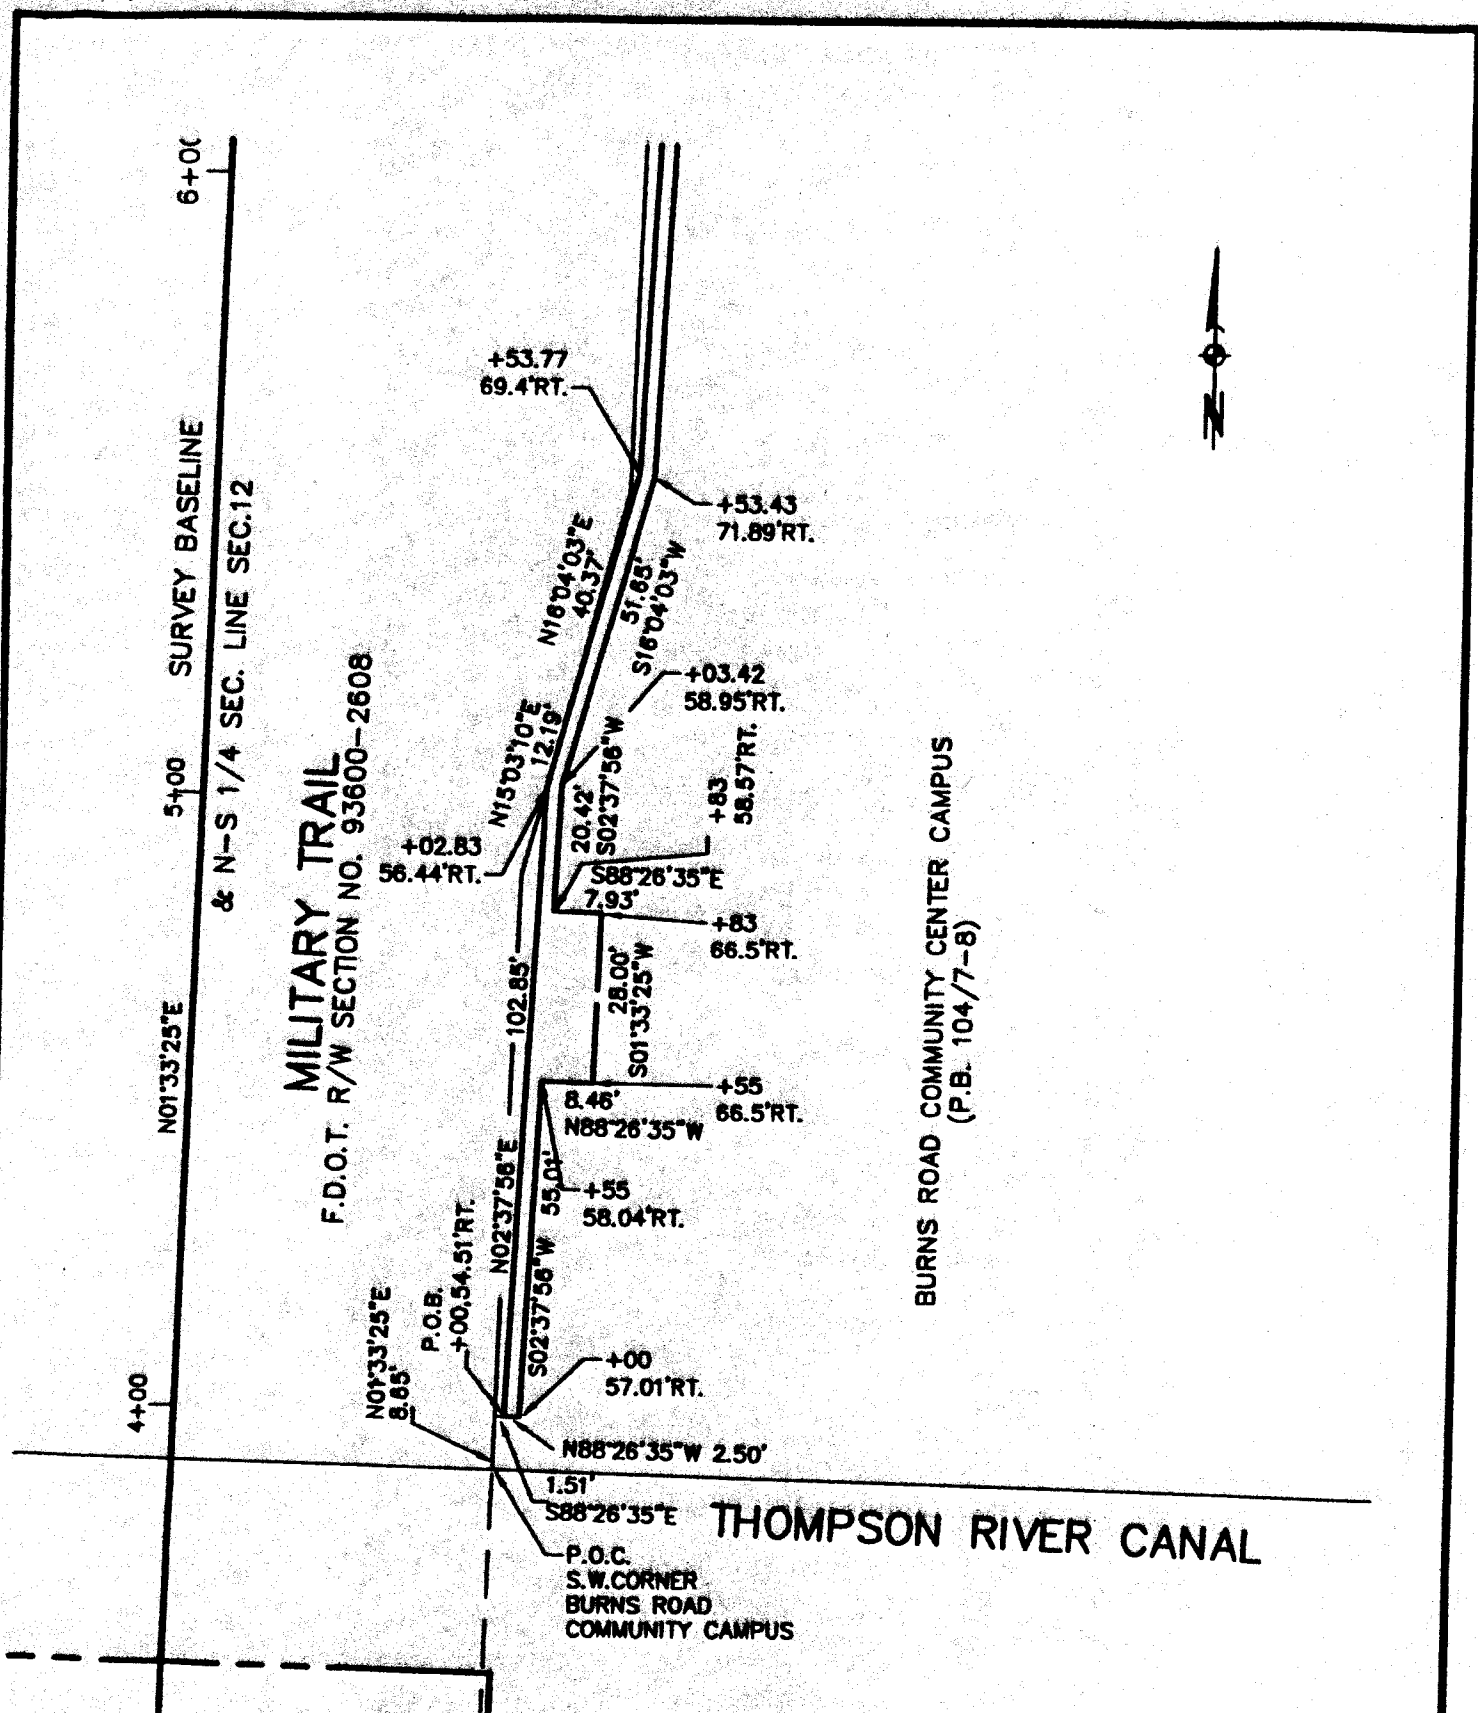 6+0(
SURVEY BASELINE
& N-S 1/4 SEC. LINE SEC.12
5+00
N01°33'25"E
4+00
MILITARY TRAIL
F.D.O.T. R/W SECTION NO. 93600-2608
+53.77
69.4'RT.
+53.43
71.89'RT.
N16°04'03"E
40.37'
51.65'
S16°04'03"W
+03.42
58.95'RT.
N15°03'10"E
12.19'
20.42'
S02°37'56"W
+83
58.57'RT.
+02.83
56.44'RT.
S88°26'35"E
7.93'
+83
66.5'RT.
102.85'
28.00'
S01°33'25"W
+55
66.5'RT.
8.46'
N88°26'35"W
N02°37'56"E
55.01'
+55
58.04'RT.
S02°37'56"W
P.O.B.
+00,54.51'RT.
N01°33'25"E
8.65'
+00
57.01'RT.
N88°26'35"W 2.50'
1.51'
S88°26'35"E
THOMPSON RIVER CANAL
P.O.C.
S.W.CORNER
BURNS ROAD
COMMUNITY CAMPUS
BURNS ROAD COMMUNITY CENTER CAMPUS
(P.B. 104/7-8)
N